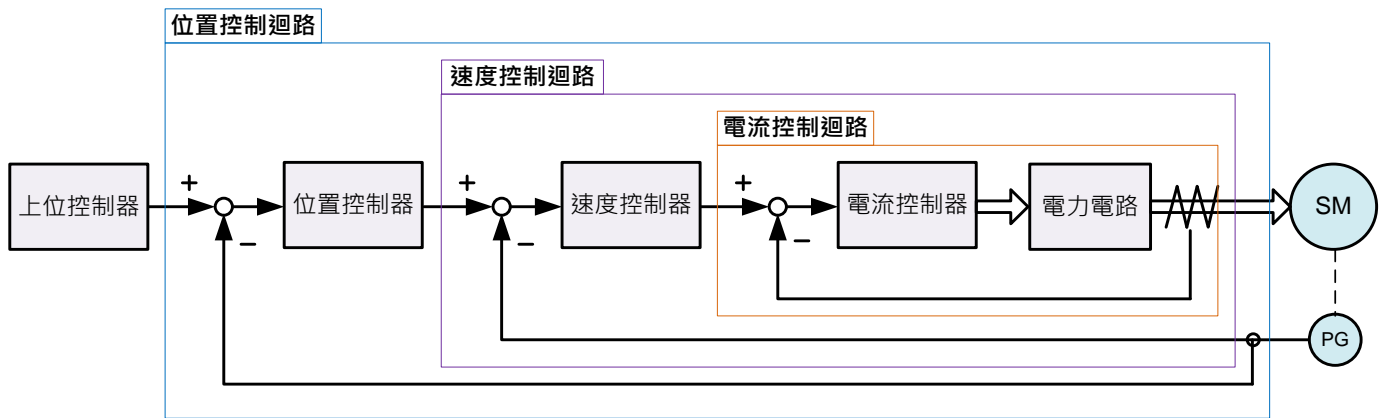 位置控制迴路
速度控制迴路
電流控制迴路
上位控制器
+
−
位置控制器
+
−
速度控制器
+
−
電流控制器
電力電路
SM
PG